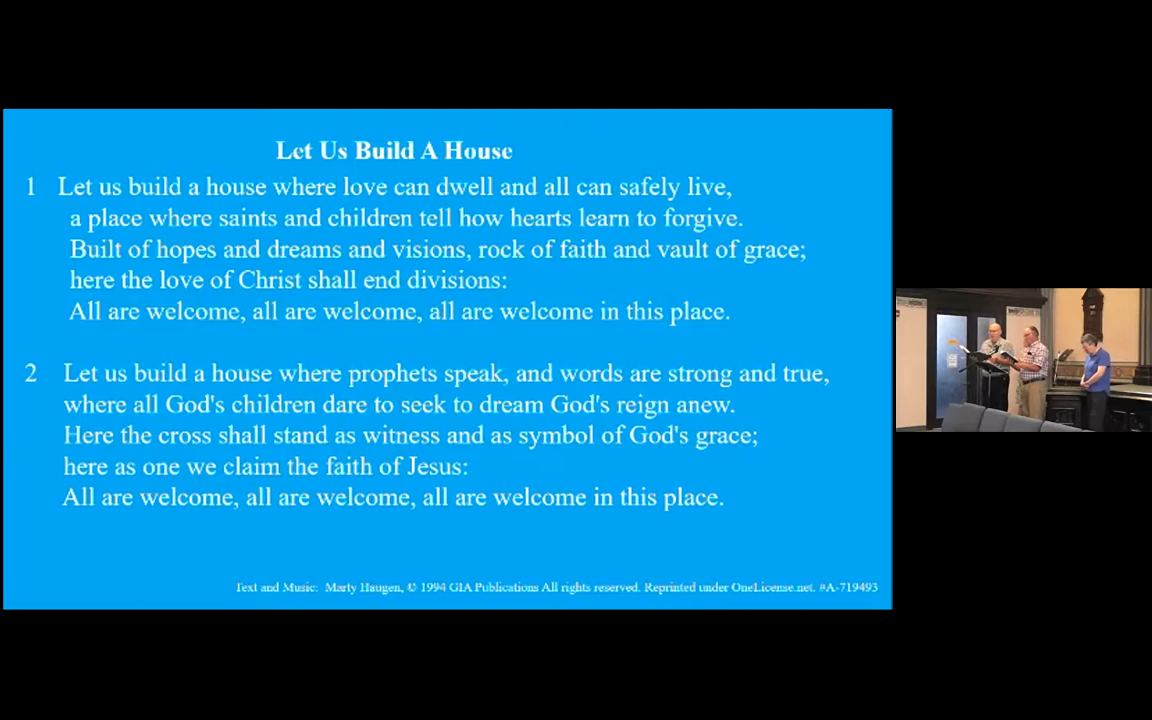 Let Us Build A House
1 Let us build a house where love can dwell and all can safely live,
a place where saints and children tell how hearts learn to forgive.
Built of hopes and dreams and visions, rock of faith and vault of grace;
here the love of Christ shall end divisions:
All are welcome, all are welcome, all are welcome in this place.
2 Let us build a house where prophets speak, and words are strong and true,
where all God's children dare to seek to dream God's reign anew.
Here the cross shall stand as witness and as symbol of God's grace;
here as one we claim the faith of Jesus:
All are welcome, all are welcome, all are welcome in this place.
Text and Music: Marty Haugen, © 1994 GIA Publications All rights reserved. Reprinted under OneLicense.net. #A-719493